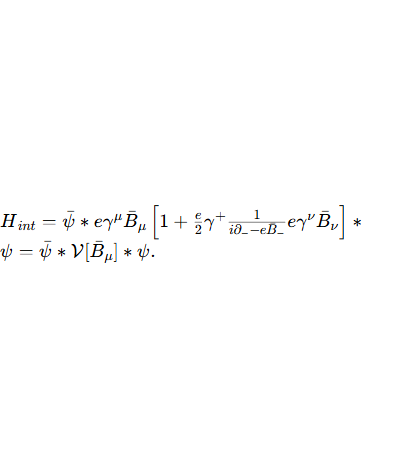 $H_{int} = \bar{\psi} * e\gamma^{\mu}\bar{B}_{\mu} \left[ 1 + \frac{e}{2}\gamma^{+} \frac{1}{i\partial_{-} - e\bar{B}_{-}} e\gamma^{\nu}\bar{B}_{\nu} \right] *$
$\psi = \bar{\psi} * \mathcal{V}[\bar{B}_{\mu}] * \psi.$